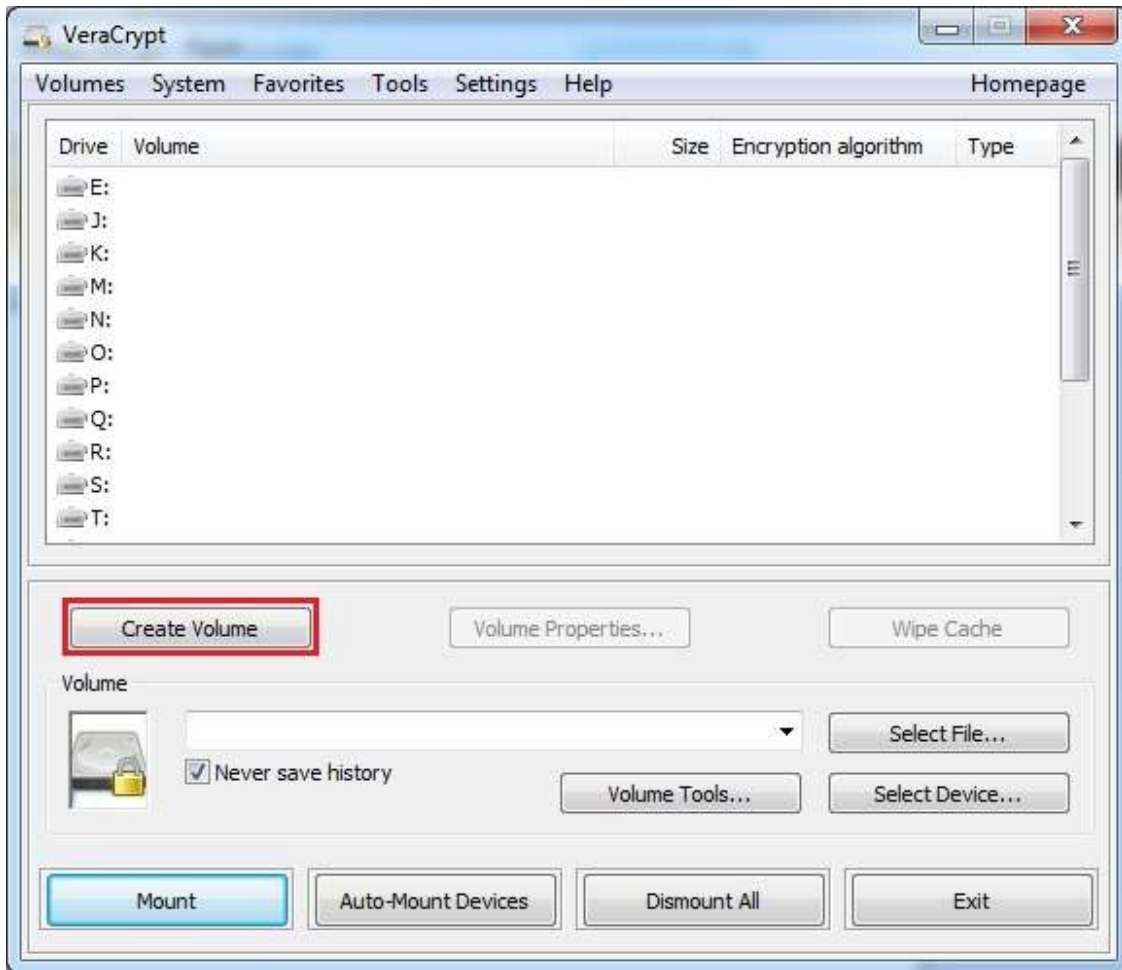 VeraCrypt
Volumes System Favorites Tools Settings Help Homepage
Drive Volume Size Encryption algorithm Type
E:
J:
K:
M:
N:
O:
P:
Q:
R:
S:
T:
Create Volume Volume Properties... Wipe Cache
Volume
Select File...
Never save history
Volume Tools... Select Device...
Mount Auto-Mount Devices Dismount All Exit